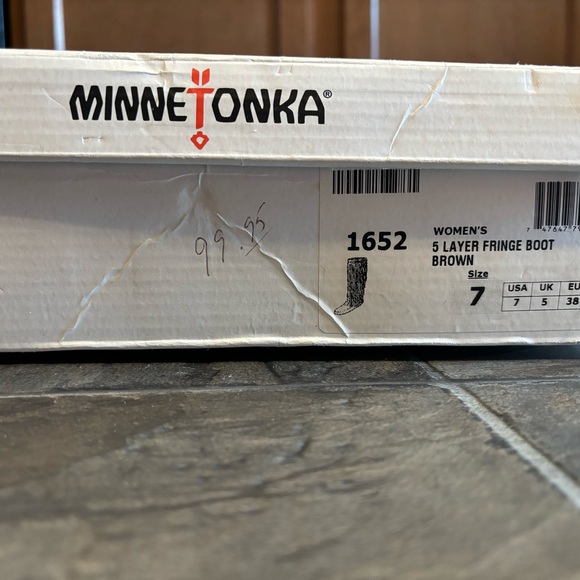 MINNETONKA®
99.95
1652
WOMEN'S
5 LAYER FRINGE BOOT
BROWN
Size
7
USA UK EU
7 5 38